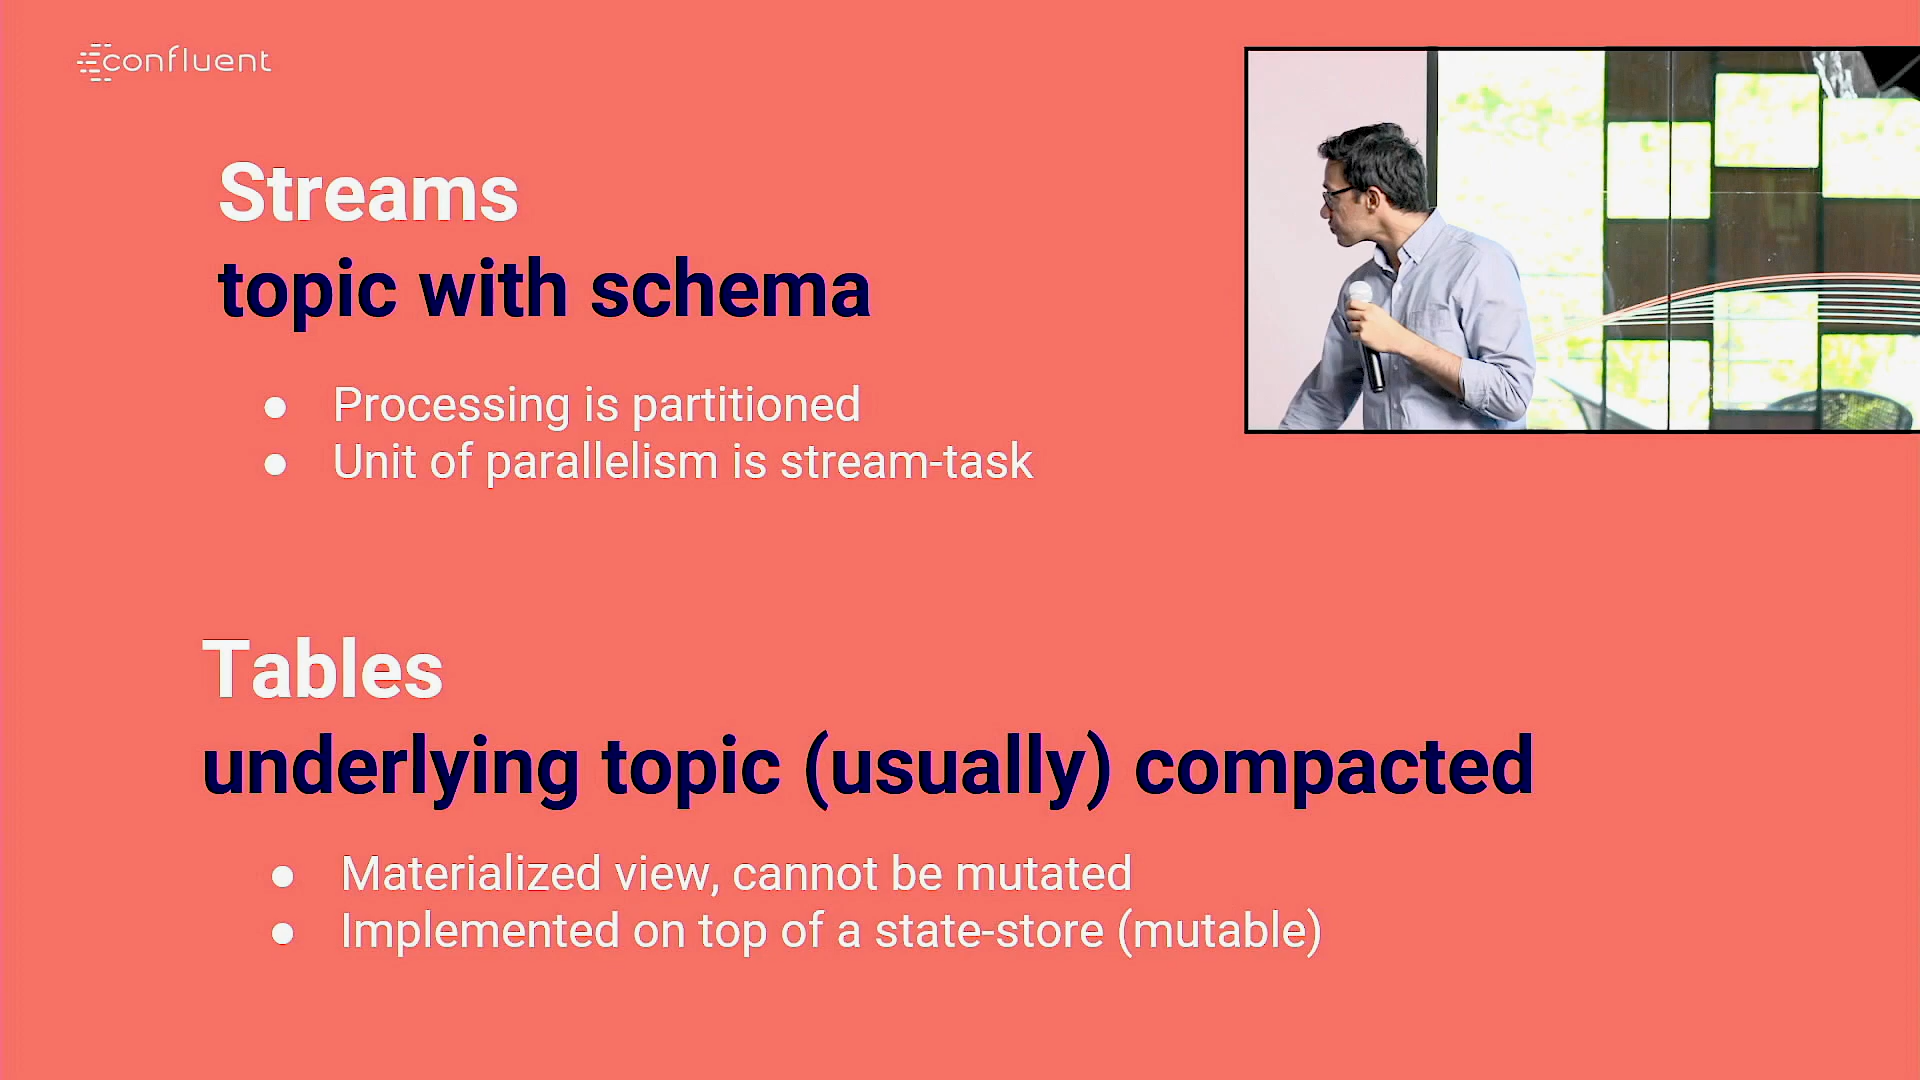 confluent
Streams
topic with schema
● Processing is partitioned
● Unit of parallelism is stream-task
Tables
underlying topic (usually) compacted
● Materialized view, cannot be mutated
● Implemented on top of a state-store (mutable)